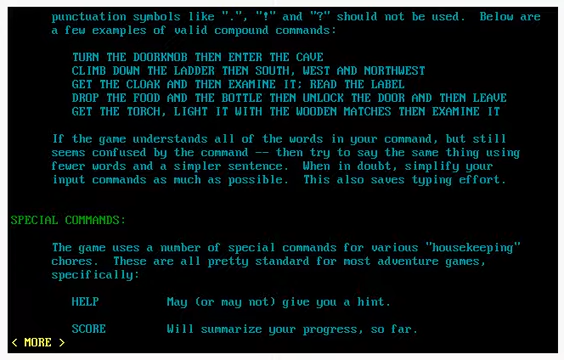 punctuation symbols like ".", "!" and "?" should not be used.  Below are
a few examples of valid compound commands:
TURN THE DOORKNOB THEN ENTER THE CAVE
CLIMB DOWN THE LADDER THEN SOUTH, WEST AND NORTHWEST
GET THE CLOAK AND THEN EXAMINE IT; READ THE LABEL
DROP THE FOOD AND THE BOTTLE THEN UNLOCK THE DOOR AND THEN LEAVE
GET THE TORCH, LIGHT IT WITH THE WOODEN MATCHES THEN EXAMINE IT
If the game understands all of the words in your command, but still
seems confused by the command -- then try to say the same thing using
fewer words and a simpler sentence.  When in doubt, simplify your
input commands as much as possible.  This also saves typing effort.
SPECIAL COMMANDS:
The game uses a number of special commands for various "housekeeping"
chores.  These are all pretty standard for most adventure games,
specifically:
HELP          May (or may not) give you a hint.
SCORE         Will summarize your progress, so far.
< MORE >